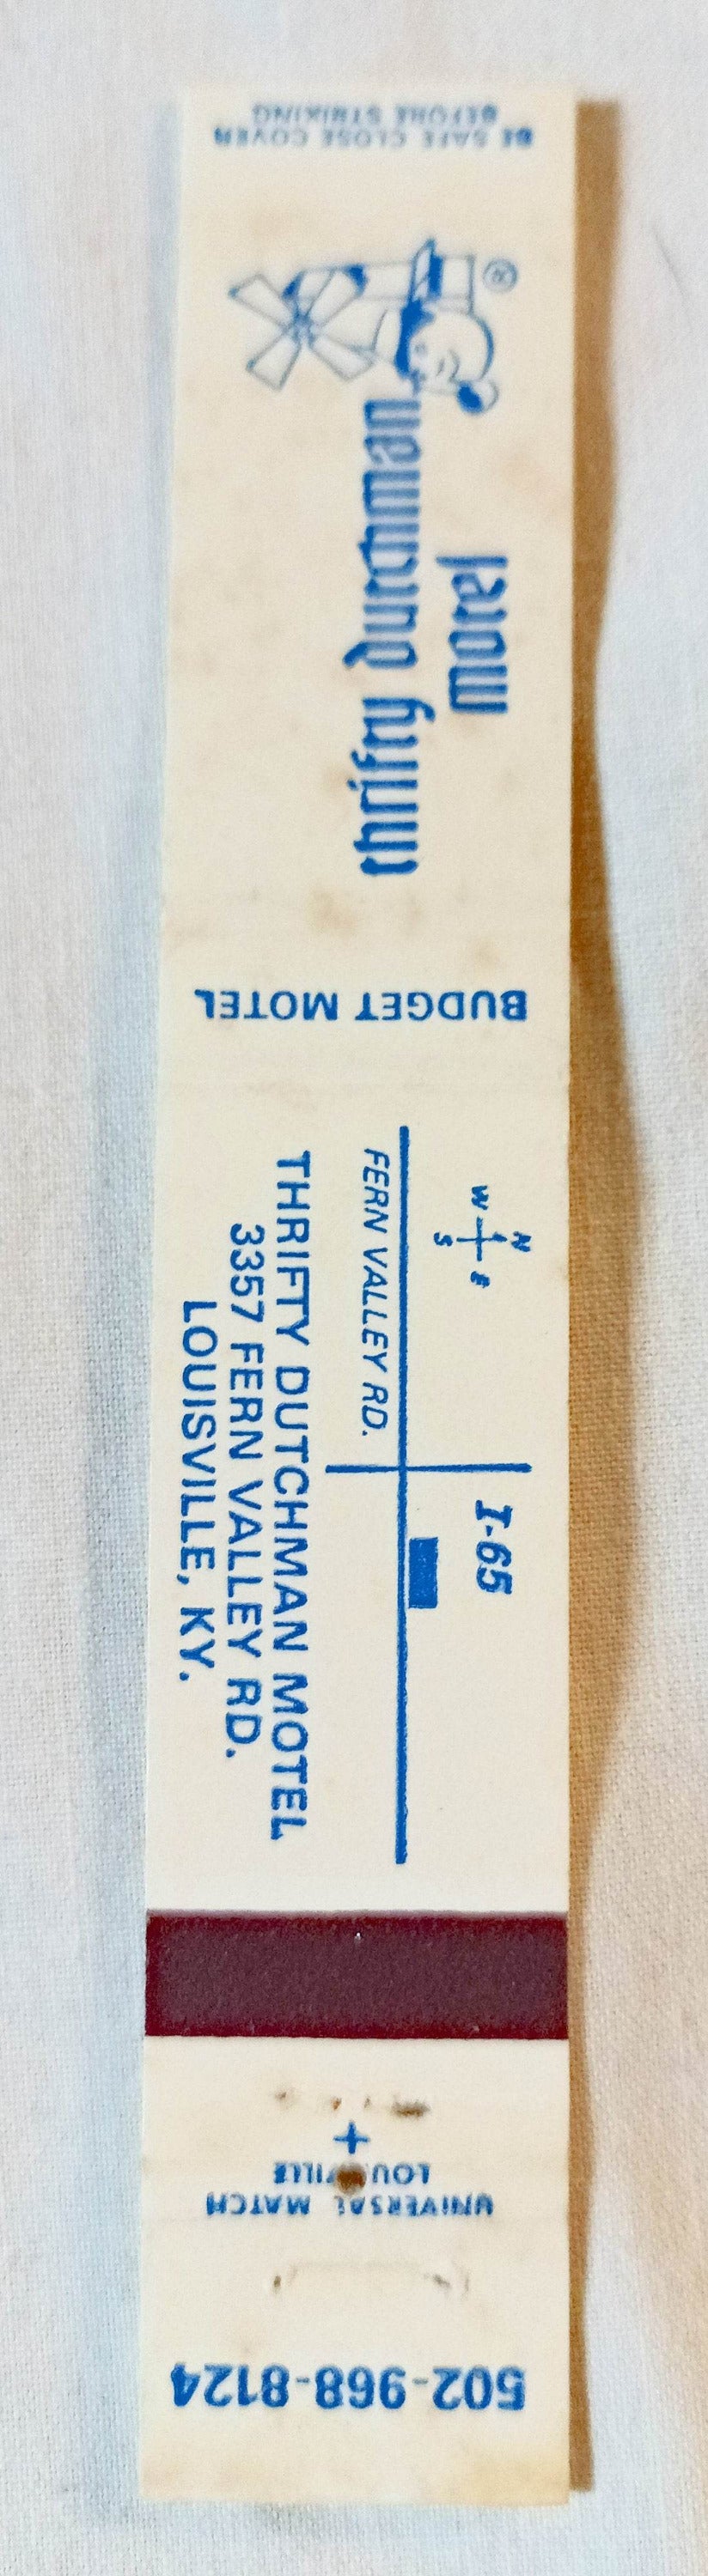 BE SAFE CLOSE COVER
BEFORE STRIKING
®
thrifty dutchman
Motel
BUDGET MOTEL
N
W
E
S
I-65
FERN VALLEY RD.
THRIFTY DUTCHMAN MOTEL
3357 FERN VALLEY RD.
LOUISVILLE, KY.
UNIVERSAL MATCH
LOUISVILLE
502-968-8124